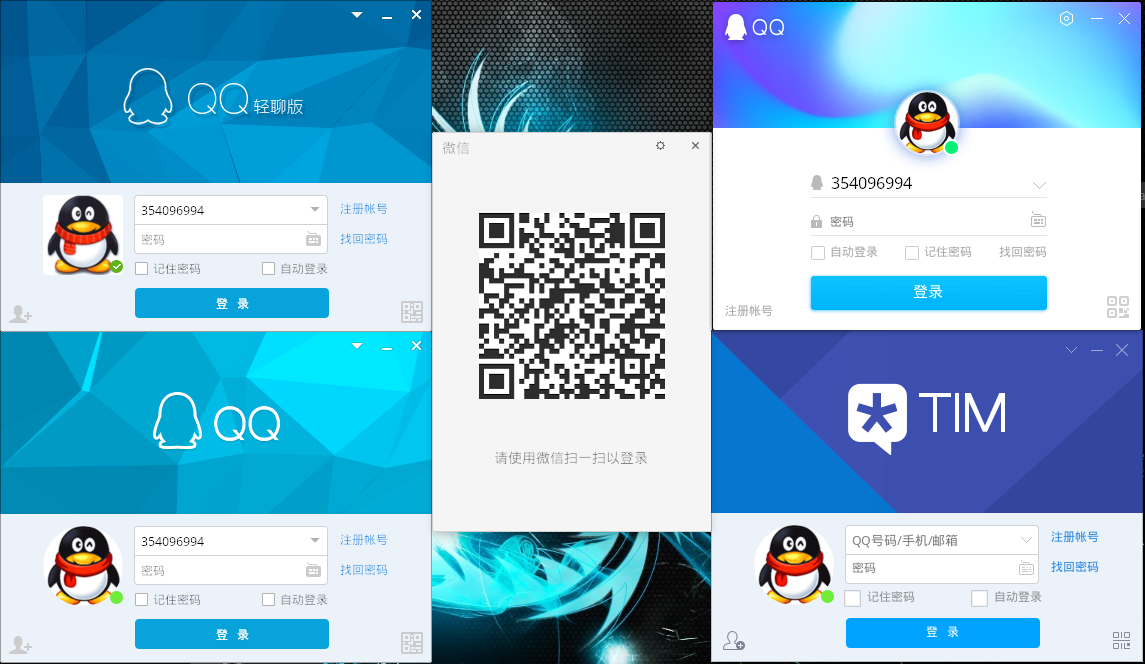 QQ轻聊版
354096994
注册帐号
密码
找回密码
记住密码
自动登录
登 录
QQ
354096994
注册帐号
密码
找回密码
记住密码
自动登录
登 录
微信
请使用微信扫一扫以登录
QQ
354096994
密码
自动登录
记住密码
找回密码
登录
注册帐号
TIM
QQ号码/手机/邮箱
注册帐号
密码
找回密码
记住密码
自动登录
登 录